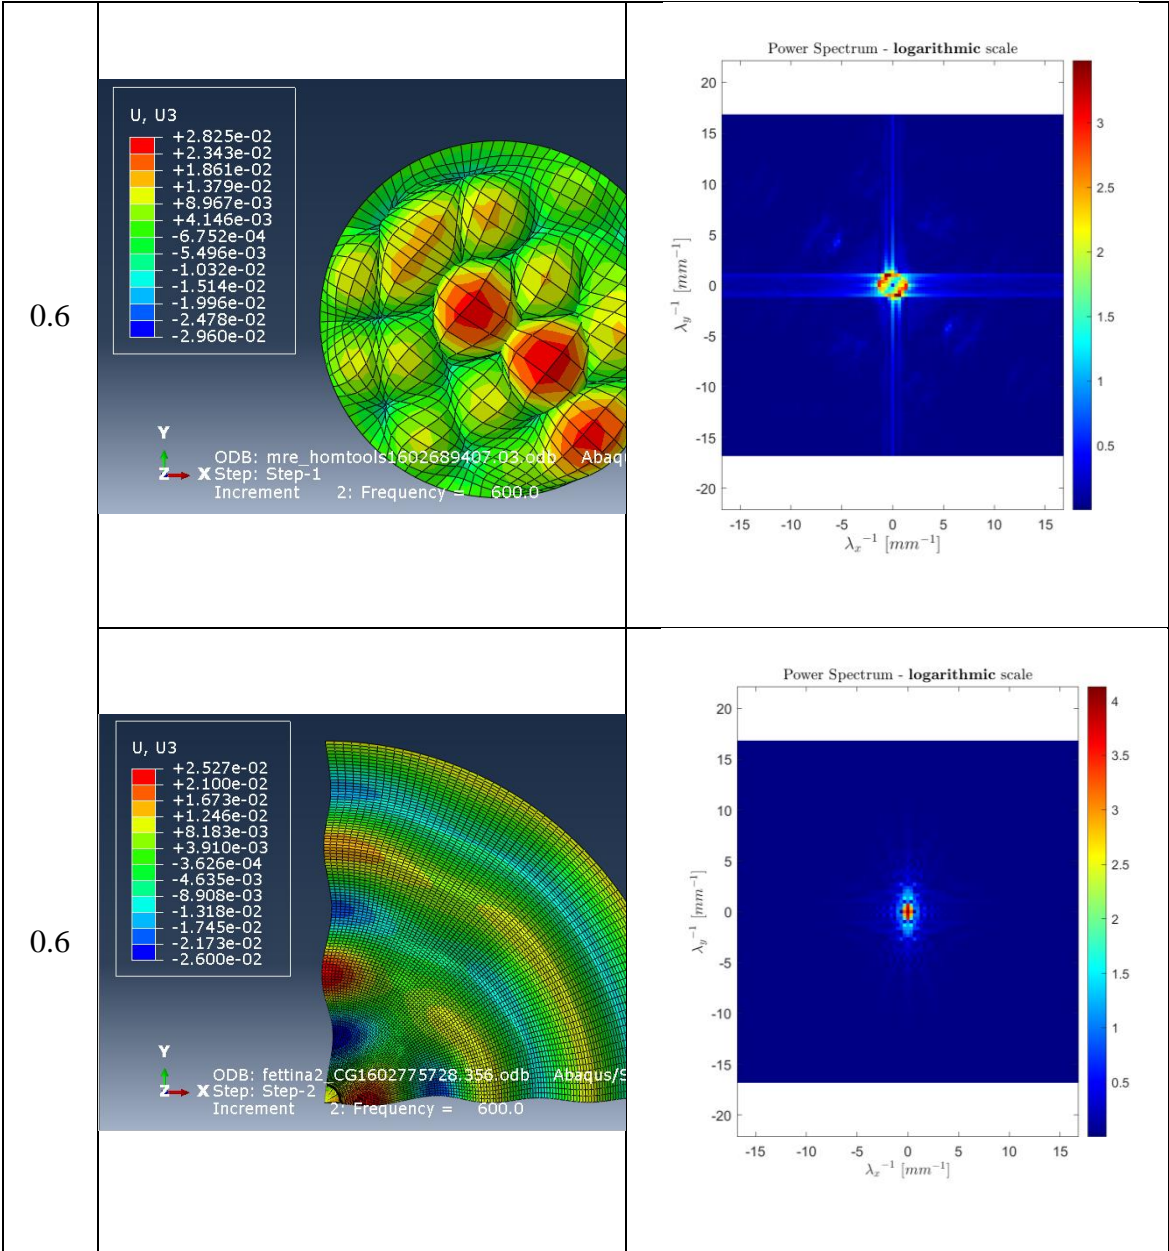 0.6
U, U3
+2.825e-02
+2.343e-02
+1.861e-02
+1.379e-02
+8.967e-03
+4.146e-03
-6.752e-04
-5.496e-03
-1.032e-02
-1.514e-02
-1.996e-02
-2.478e-02
-2.960e-02
Y
Z X
ODB: mre_homtools1602689407.03.odb Abaqu
Step: Step-1
Increment 2: Frequency = 600.0
Power Spectrum - logarithmic scale
20
15
10
5
0
-5
-10
-15
-20
λy⁻¹ [mm⁻¹]
-15 -10 -5 0 5 10 15
λx⁻¹ [mm⁻¹]
3
2.5
2
1.5
1
0.5
0.6
U, U3
+2.527e-02
+2.100e-02
+1.673e-02
+1.246e-02
+8.183e-03
+3.910e-03
-3.626e-04
-4.635e-03
-8.908e-03
-1.318e-02
-1.745e-02
-2.173e-02
-2.600e-02
Y
Z X
ODB: fettina2_CG1602775728.356.odb Abaqus/S
Step: Step-2
Increment 2: Frequency = 600.0
Power Spectrum - logarithmic scale
20
15
10
5
0
-5
-10
-15
-20
λy⁻¹ [mm⁻¹]
-15 -10 -5 0 5 10 15
λx⁻¹ [mm⁻¹]
4
3.5
3
2.5
2
1.5
1
0.5